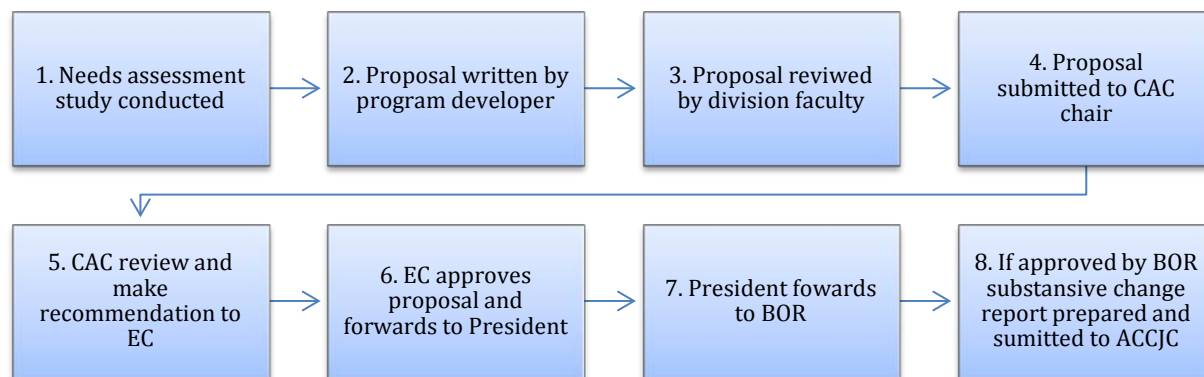 1. Needs assessment
study conducted
2. Proposal written by
program developer
3. Proposal reviwed
by division faculty
4. Proposal
submitted to CAC
chair
5. CAC review and
make
recommendation to
EC
6. EC approves
proposal and
forwards to President
7. President fowards
to BOR
8. If approved by BOR
substansive change
report prepared and
sumitted to ACCJC